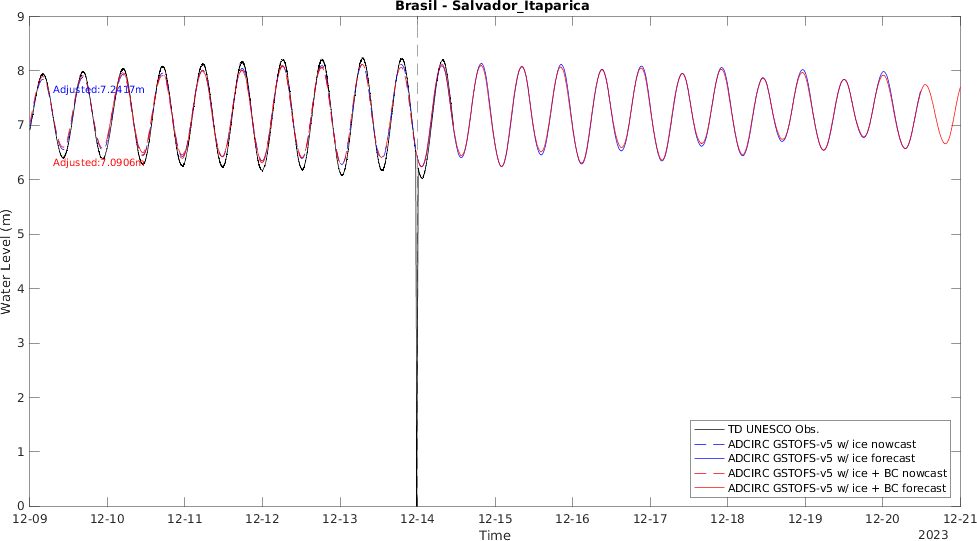 Brasil - Salvador_Itaparica
9
8
7
6
5
4
3
2
1
0
Water Level (m)
Adjusted:7.2417m
Adjusted:7.0906m
TD UNESCO Obs.
ADCIRC GSTOFS-v5 w/ ice nowcast
ADCIRC GSTOFS-v5 w/ ice forecast
ADCIRC GSTOFS-v5 w/ ice + BC nowcast
ADCIRC GSTOFS-v5 w/ ice + BC forecast
12-09 12-10 12-11 12-12 12-13 12-14 12-15 12-16 12-17 12-18 12-19 12-20 12-21
Time
2023